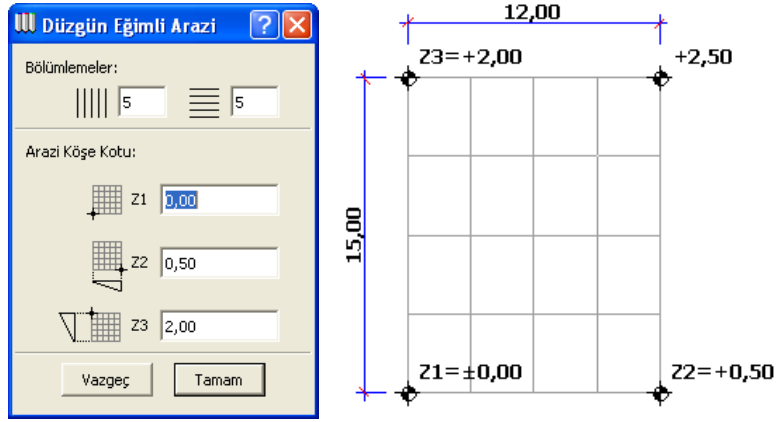 Düzgün Eğimli Arazi
Bölümlemeler:
5 5
Arazi Köşe Kotu:
Z1 0,00
Z2 0,50
Z3 2,00
Vazgeç Tamam
12,00
Z3=+2,00 +2,50
15,00
Z1=±0,00 Z2=+0,50